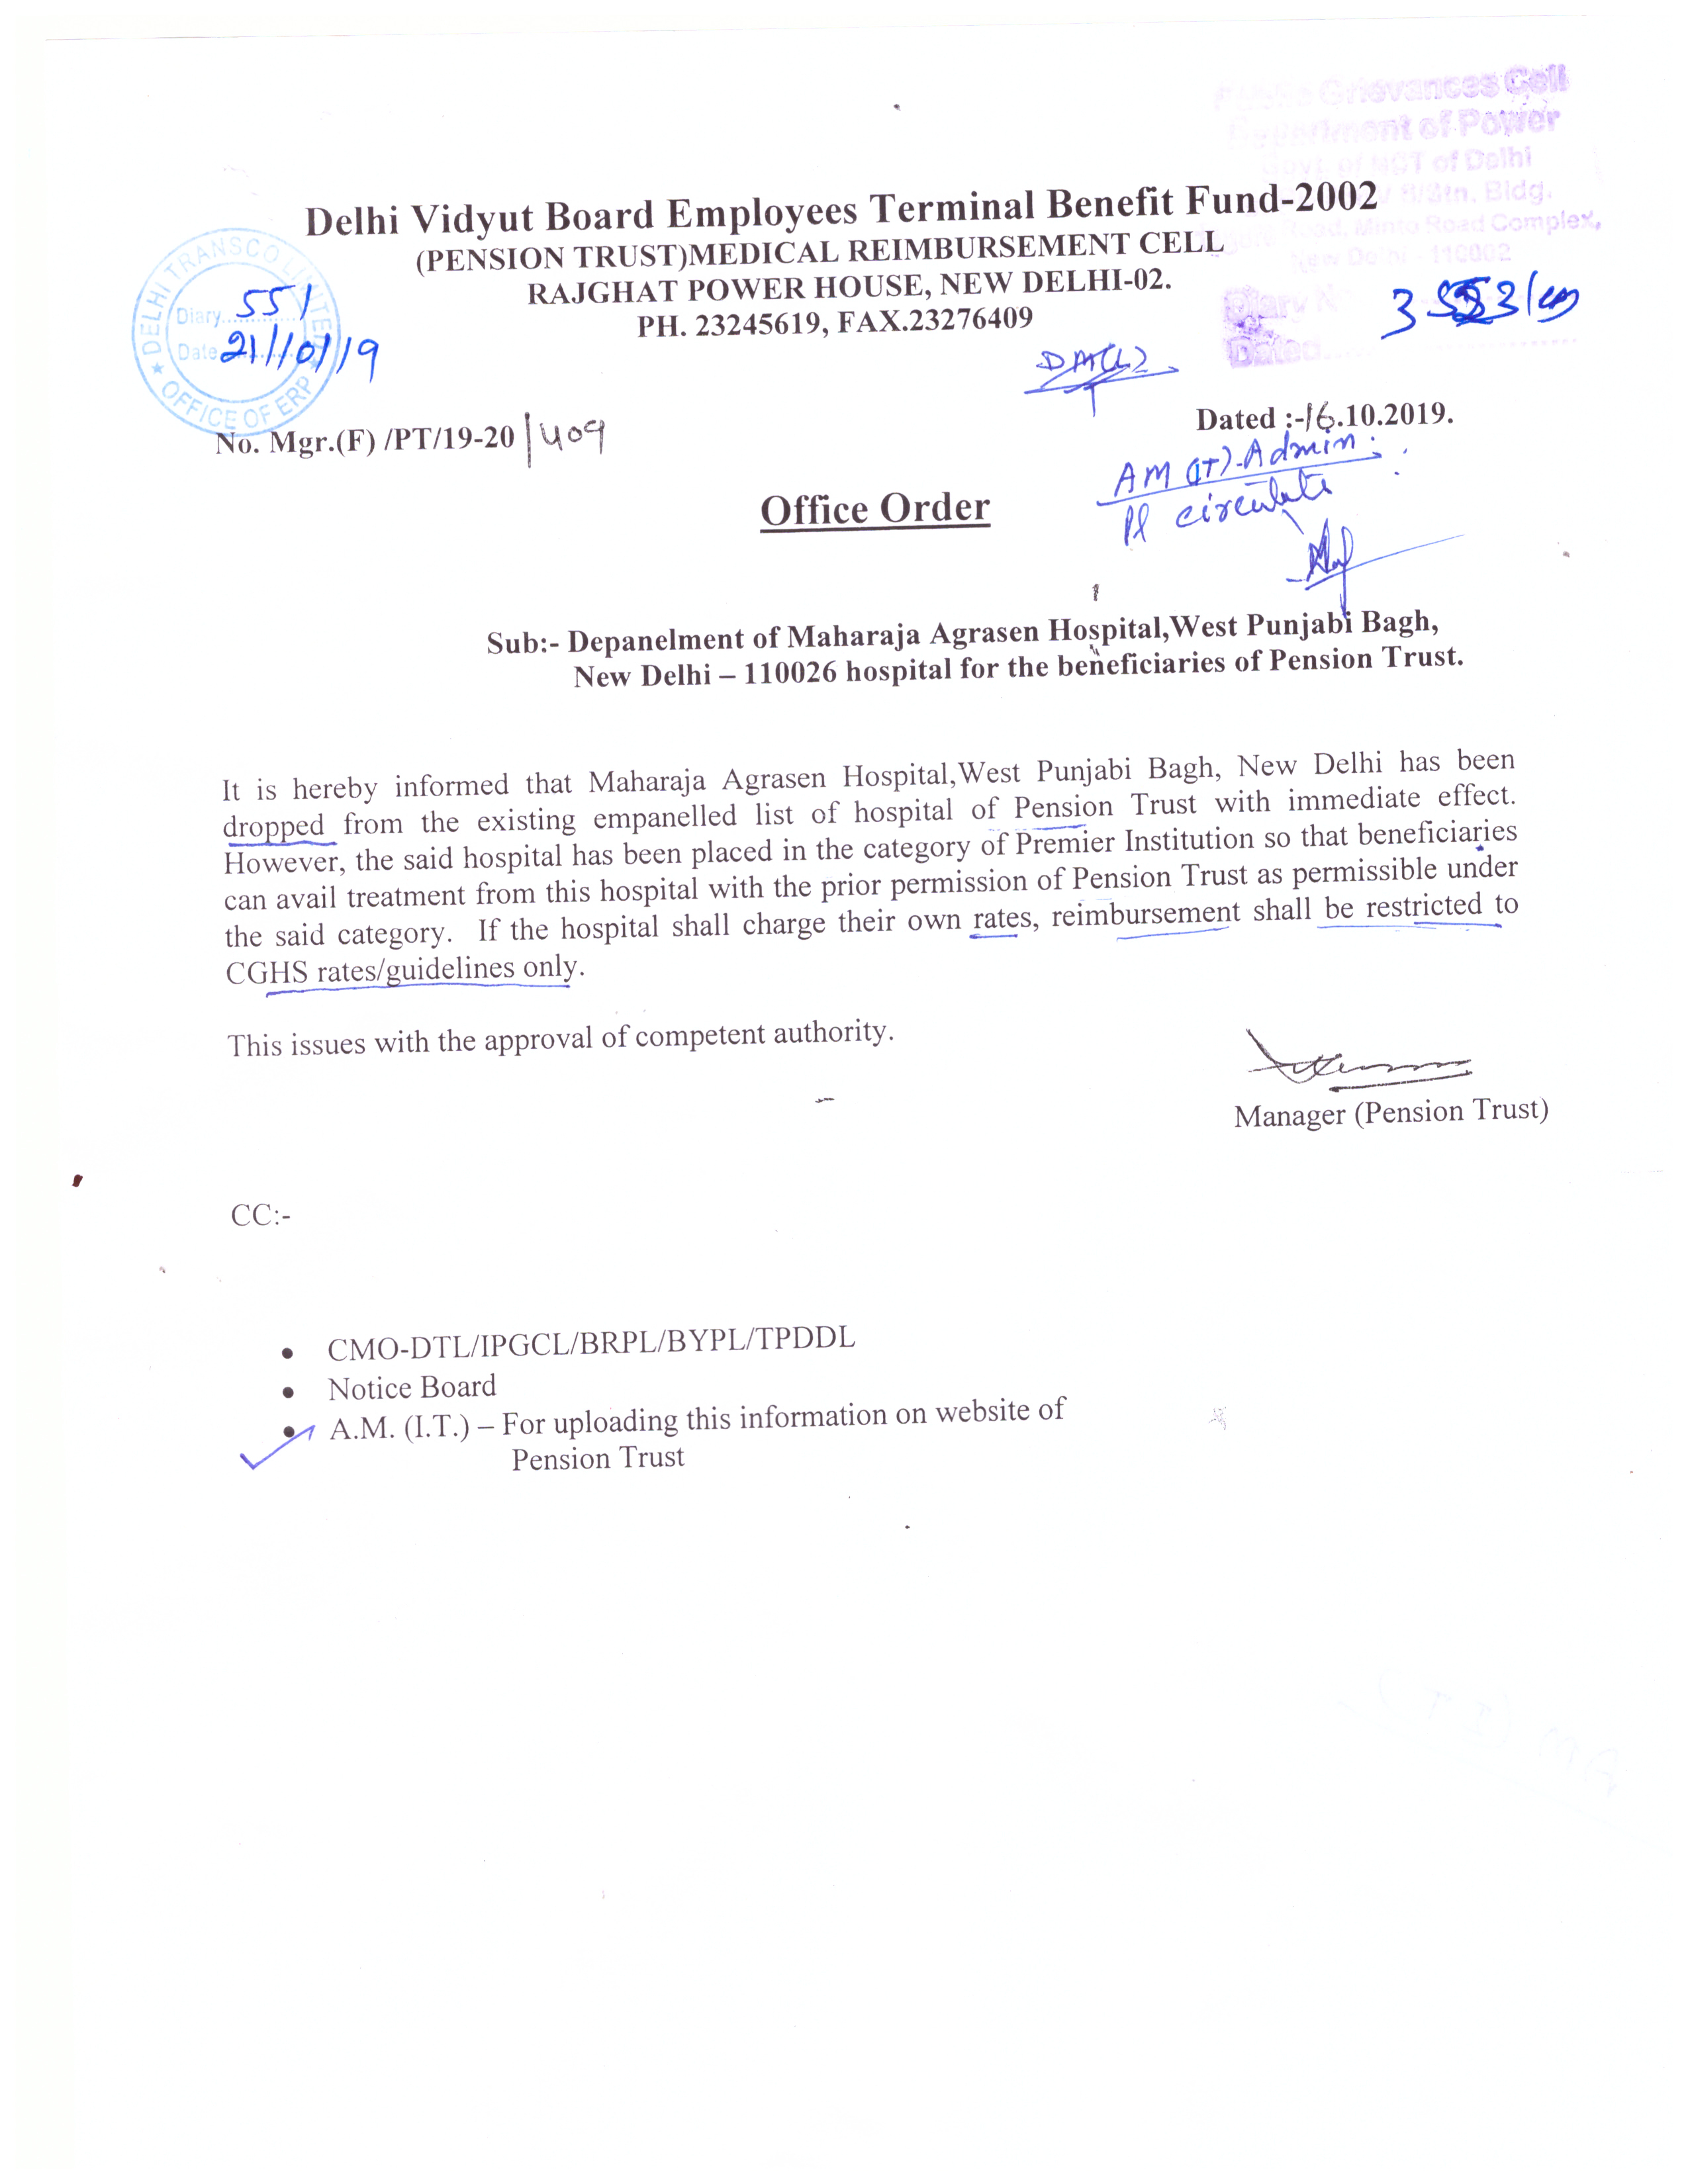 Grievances Cell
Department of Power
Govt. of NCT of Delhi
S/Stn. Bldg.
Road, Minto Road Complex,
New Delhi - 110002
Delhi Vidyut Board Employees Terminal Benefit Fund-2002
(PENSION TRUST)MEDICAL REIMBURSEMENT CELL
RAJGHAT POWER HOUSE, NEW DELHI-02.
PH. 23245619, FAX.23276409
DELHI TRANSCO LIMITED
Diary 551
Date 21/10/19
OFFICE OF ERP
Diary N
Dated
No. Mgr.(F) /PT/19-20 /409
Dated :-16.10.2019.
AM (IT)-Admin
Pl circulate
Office Order
Sub:- Depanelment of Maharaja Agrasen Hospital,West Punjabi Bagh,
New Delhi – 110026 hospital for the beneficiaries of Pension Trust.
It is hereby informed that Maharaja Agrasen Hospital,West Punjabi Bagh, New Delhi has been
dropped from the existing empanelled list of hospital of Pension Trust with immediate effect.
However, the said hospital has been placed in the category of Premier Institution so that beneficiaries
can avail treatment from this hospital with the prior permission of Pension Trust as permissible under
the said category. If the hospital shall charge their own rates, reimbursement shall be restricted to
CGHS rates/guidelines only.
This issues with the approval of competent authority.
Manager (Pension Trust)
CC:-
• CMO-DTL/IPGCL/BRPL/BYPL/TPDDL
• Notice Board
• A.M. (I.T.) – For uploading this information on website of
Pension Trust